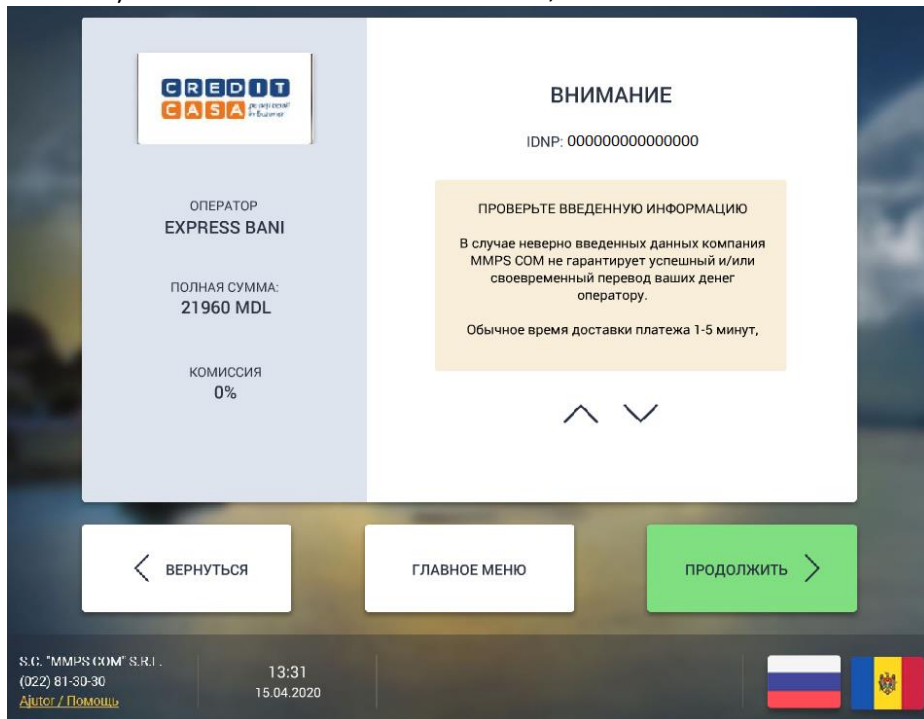 CREDIT
CASA
ВНИМАНИЕ
IDNP: 000000000000000
ОПЕРАТОР
EXPRESS BANI
ПОЛНАЯ СУММА:
21960 MDL
КОМИССИЯ
0%
ПРОВЕРЬТЕ ВВЕДЕННУЮ ИНФОРМАЦИЮ
В случае неверно введенных данных компания
MMPS COM не гарантирует успешный и/или
своевременный перевод ваших денег
оператору.
Обычное время доставки платежа 1-5 минут,
ВЕРНУТЬСЯ
ГЛАВНОЕ МЕНЮ
ПРОДОЛЖИТЬ
S.C. "MMPS COM" S.R.L.
(022) 81-30-30
Ajutor / Помощь
13:31
15.04.2020